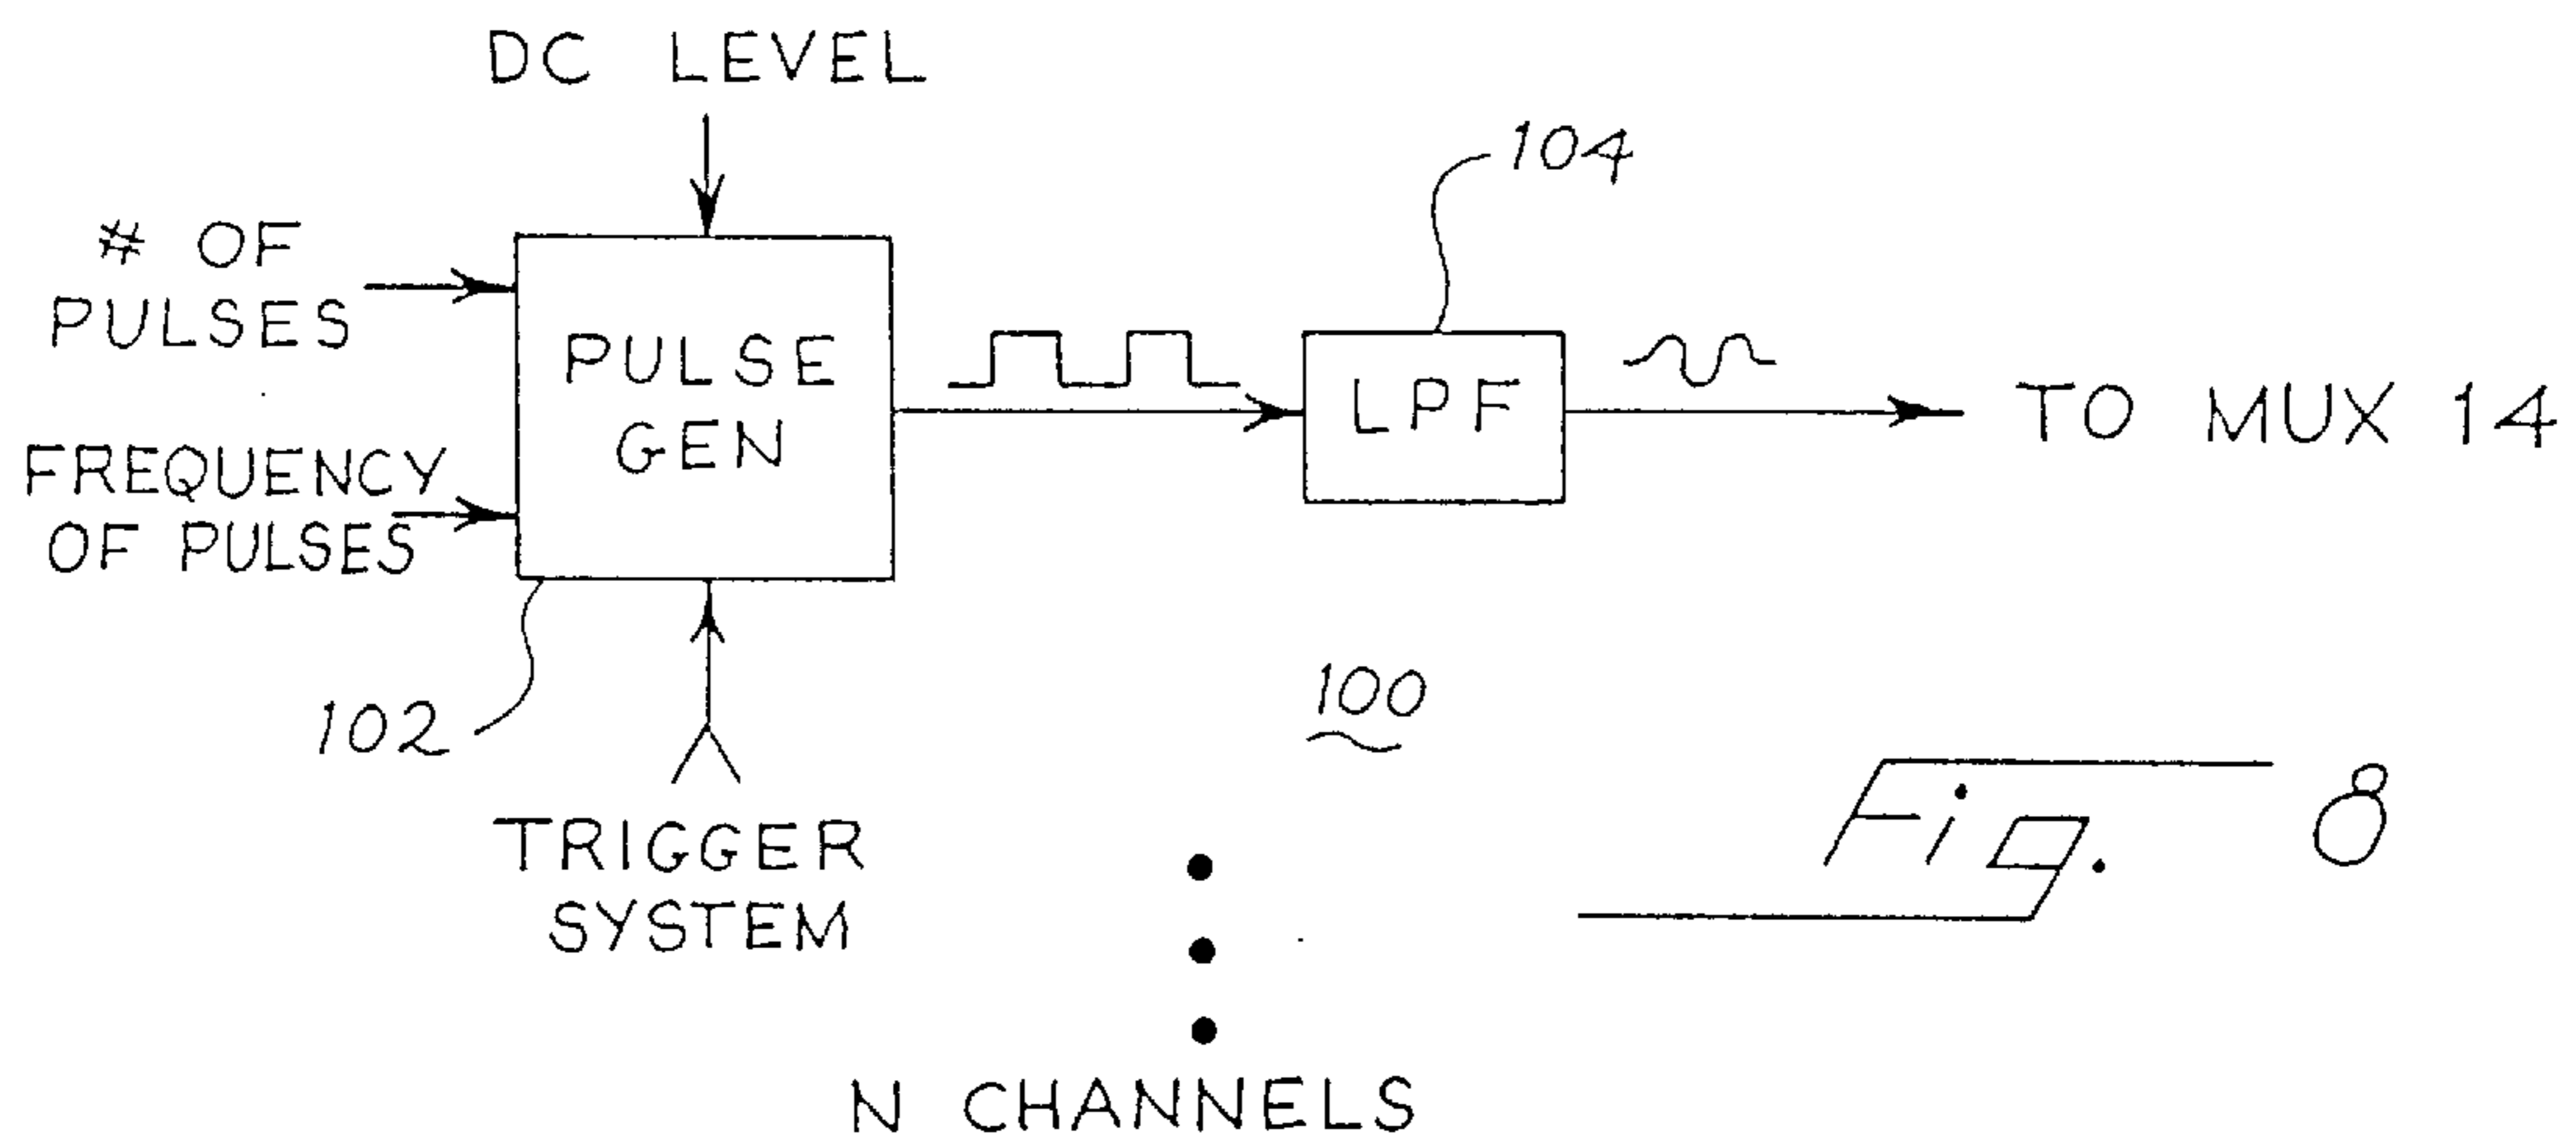 DC LEVEL
104
# OF
PULSES
PULSE
GEN
LPF
TO MUX 14
FREQUENCY
OF PULSES
102
100
TRIGGER
SYSTEM
Fig. 8
N CHANNELS